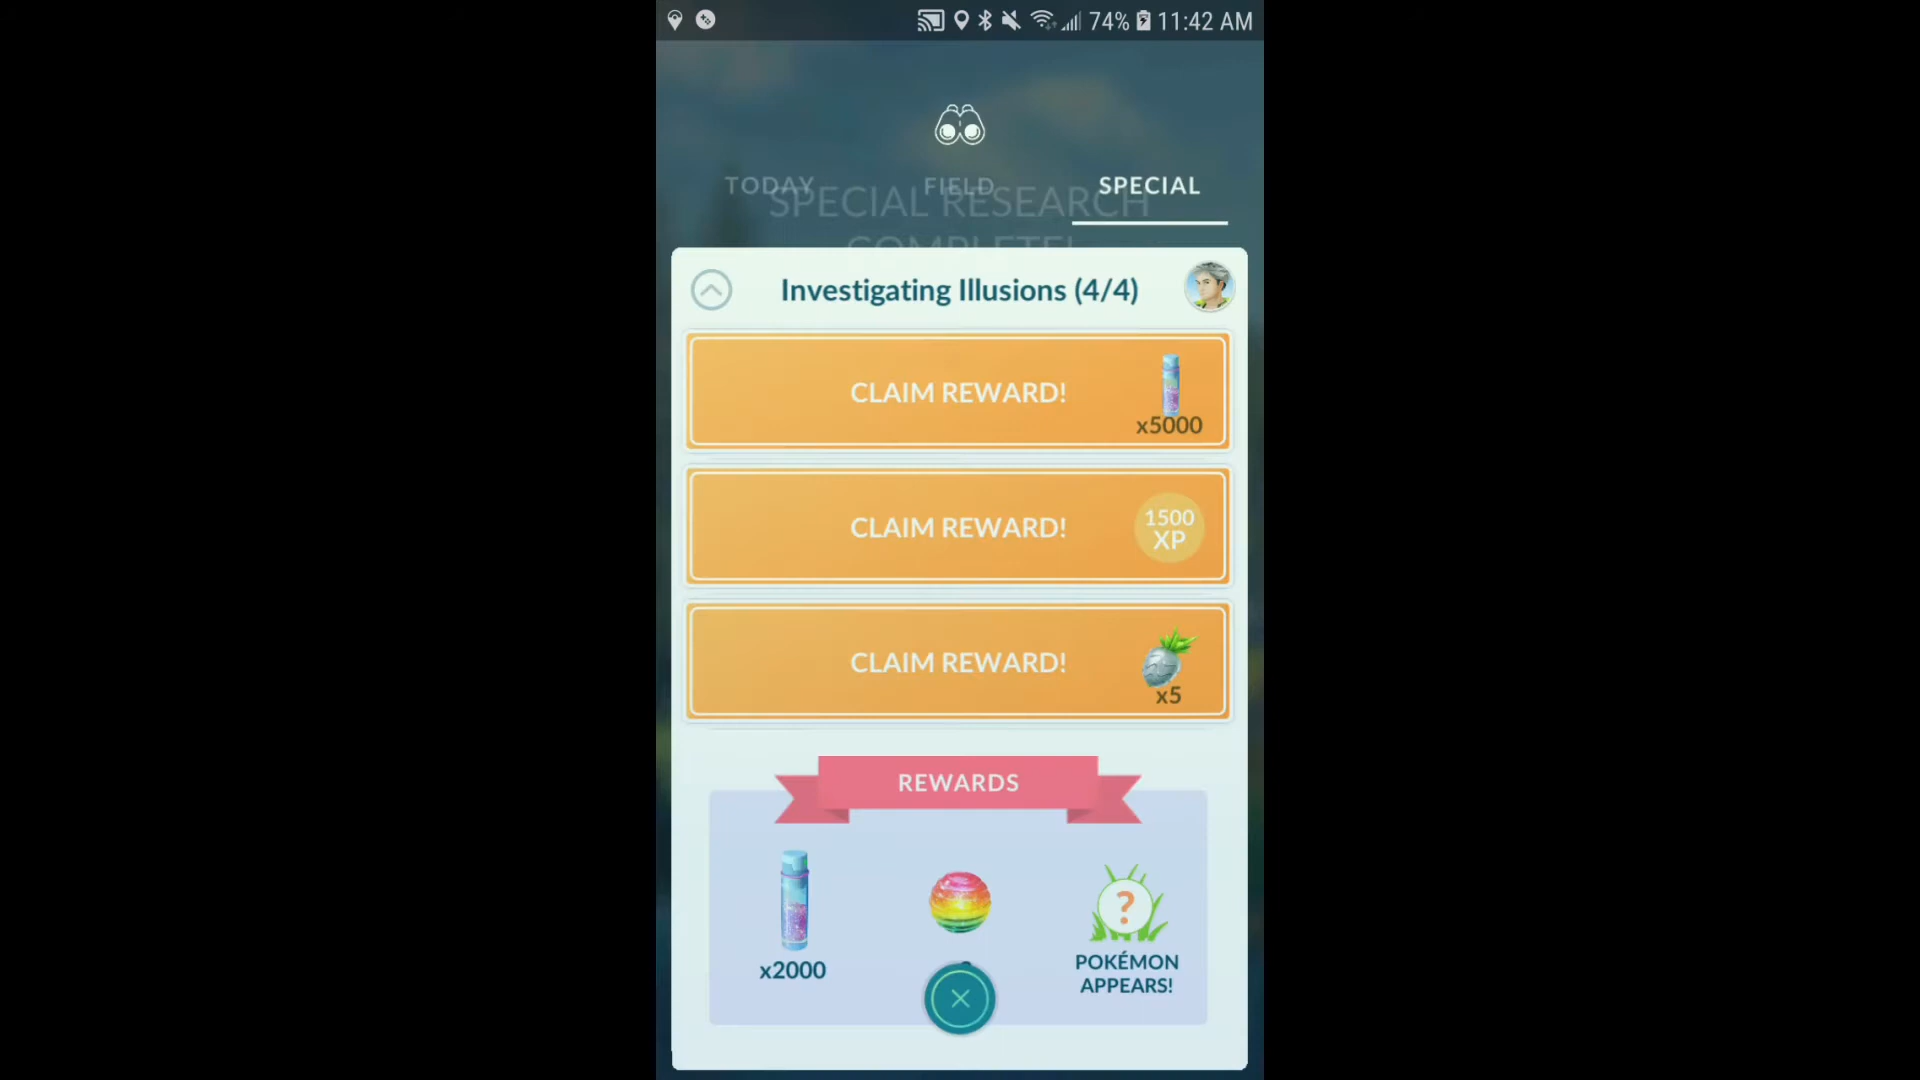 74% 11:42 AM
TODAY FIELD SPECIAL
SPECIAL RESEARCH
COMPLETE!
Investigating Illusions (4/4)
CLAIM REWARD!
x5000
CLAIM REWARD!
1500
XP
CLAIM REWARD!
x5
REWARDS
x2000
POKÉMON
APPEARS!